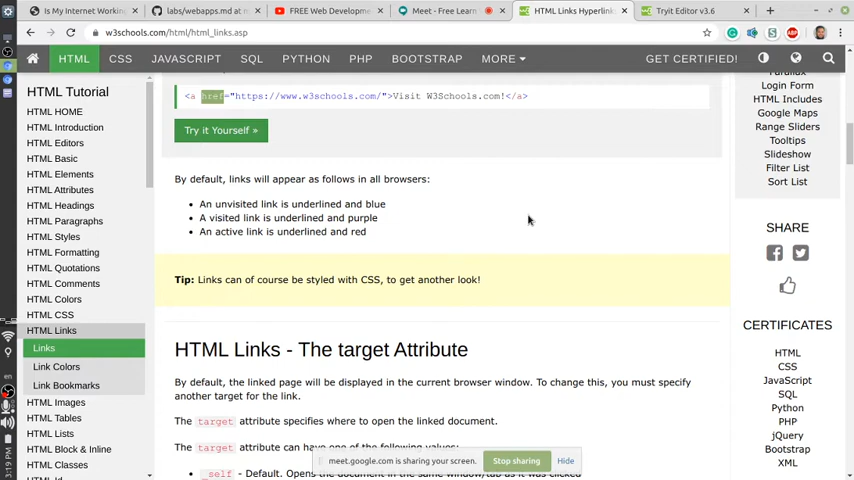 Is My Internet Working
labs/webapps.md at m
FREE Web Developme
Meet - Free Learn
HTML Links Hyperlink
Tryit Editor v3.6
w3schools.com/html/html_links.asp
HTML
CSS
JAVASCRIPT
SQL
PYTHON
PHP
BOOTSTRAP
MORE
GET CERTIFIED!
HTML Tutorial
HTML HOME
HTML Introduction
HTML Editors
HTML Basic
HTML Elements
HTML Attributes
HTML Headings
HTML Paragraphs
HTML Styles
HTML Formatting
HTML Quotations
HTML Comments
HTML Colors
HTML CSS
HTML Links
Links
Link Colors
Link Bookmarks
HTML Images
HTML Tables
HTML Lists
HTML Block & Inline
HTML Classes
<a href="https://www.w3schools.com/">Visit W3Schools.com!</a>
Try it Yourself »
By default, links will appear as follows in all browsers:
An unvisited link is underlined and blue
A visited link is underlined and purple
An active link is underlined and red
Tip: Links can of course be styled with CSS, to get another look!
HTML Links - The target Attribute
By default, the linked page will be displayed in the current browser window. To change this, you must specify
another target for the link.
The target attribute specifies where to open the linked document.
The target attribute can have one of the following values:
_self - Default. Opens the document in the same window/tab as it was clicked
meet.google.com is sharing your screen.
Stop sharing
Hide
Login Form
HTML Includes
Google Maps
Range Sliders
Tooltips
Slideshow
Filter List
Sort List
SHARE
CERTIFICATES
HTML
CSS
JavaScript
SQL
Python
PHP
jQuery
Bootstrap
XML
en
3:19 PM